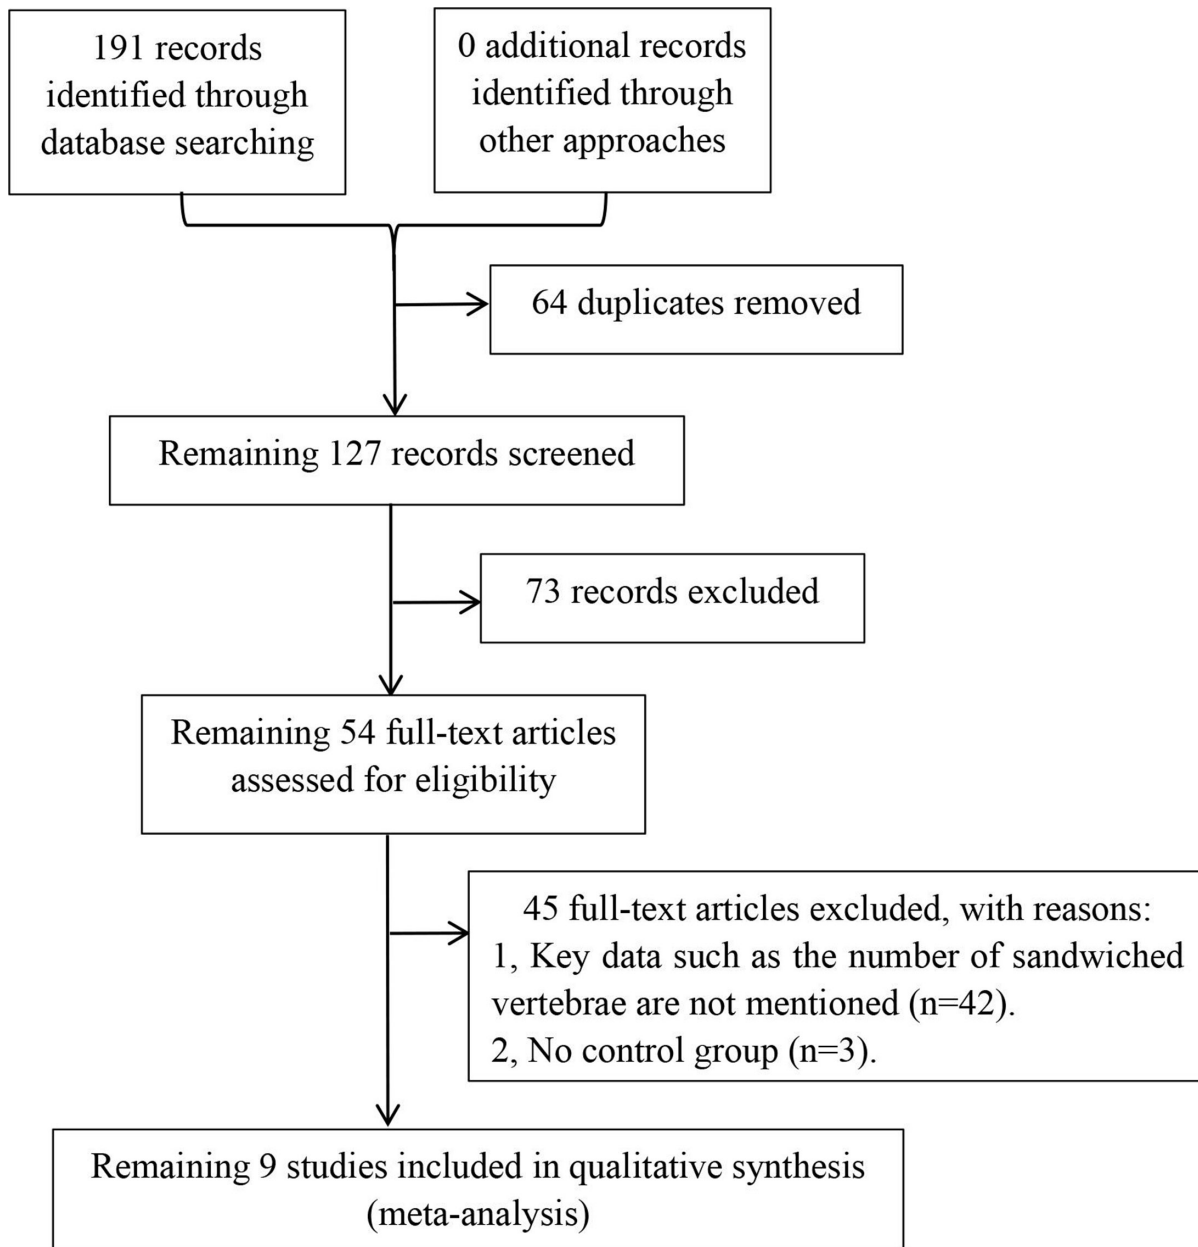 191 records
identified through
database searching
0 additional records
identified through
other approaches
64 duplicates removed
Remaining 127 records screened
73 records excluded
Remaining 54 full-text articles
assessed for eligibility
45 full-text articles excluded, with reasons:
1, Key data such as the number of sandwiched
vertebrae are not mentioned (n=42).
2, No control group (n=3).
Remaining 9 studies included in qualitative synthesis
(meta-analysis)